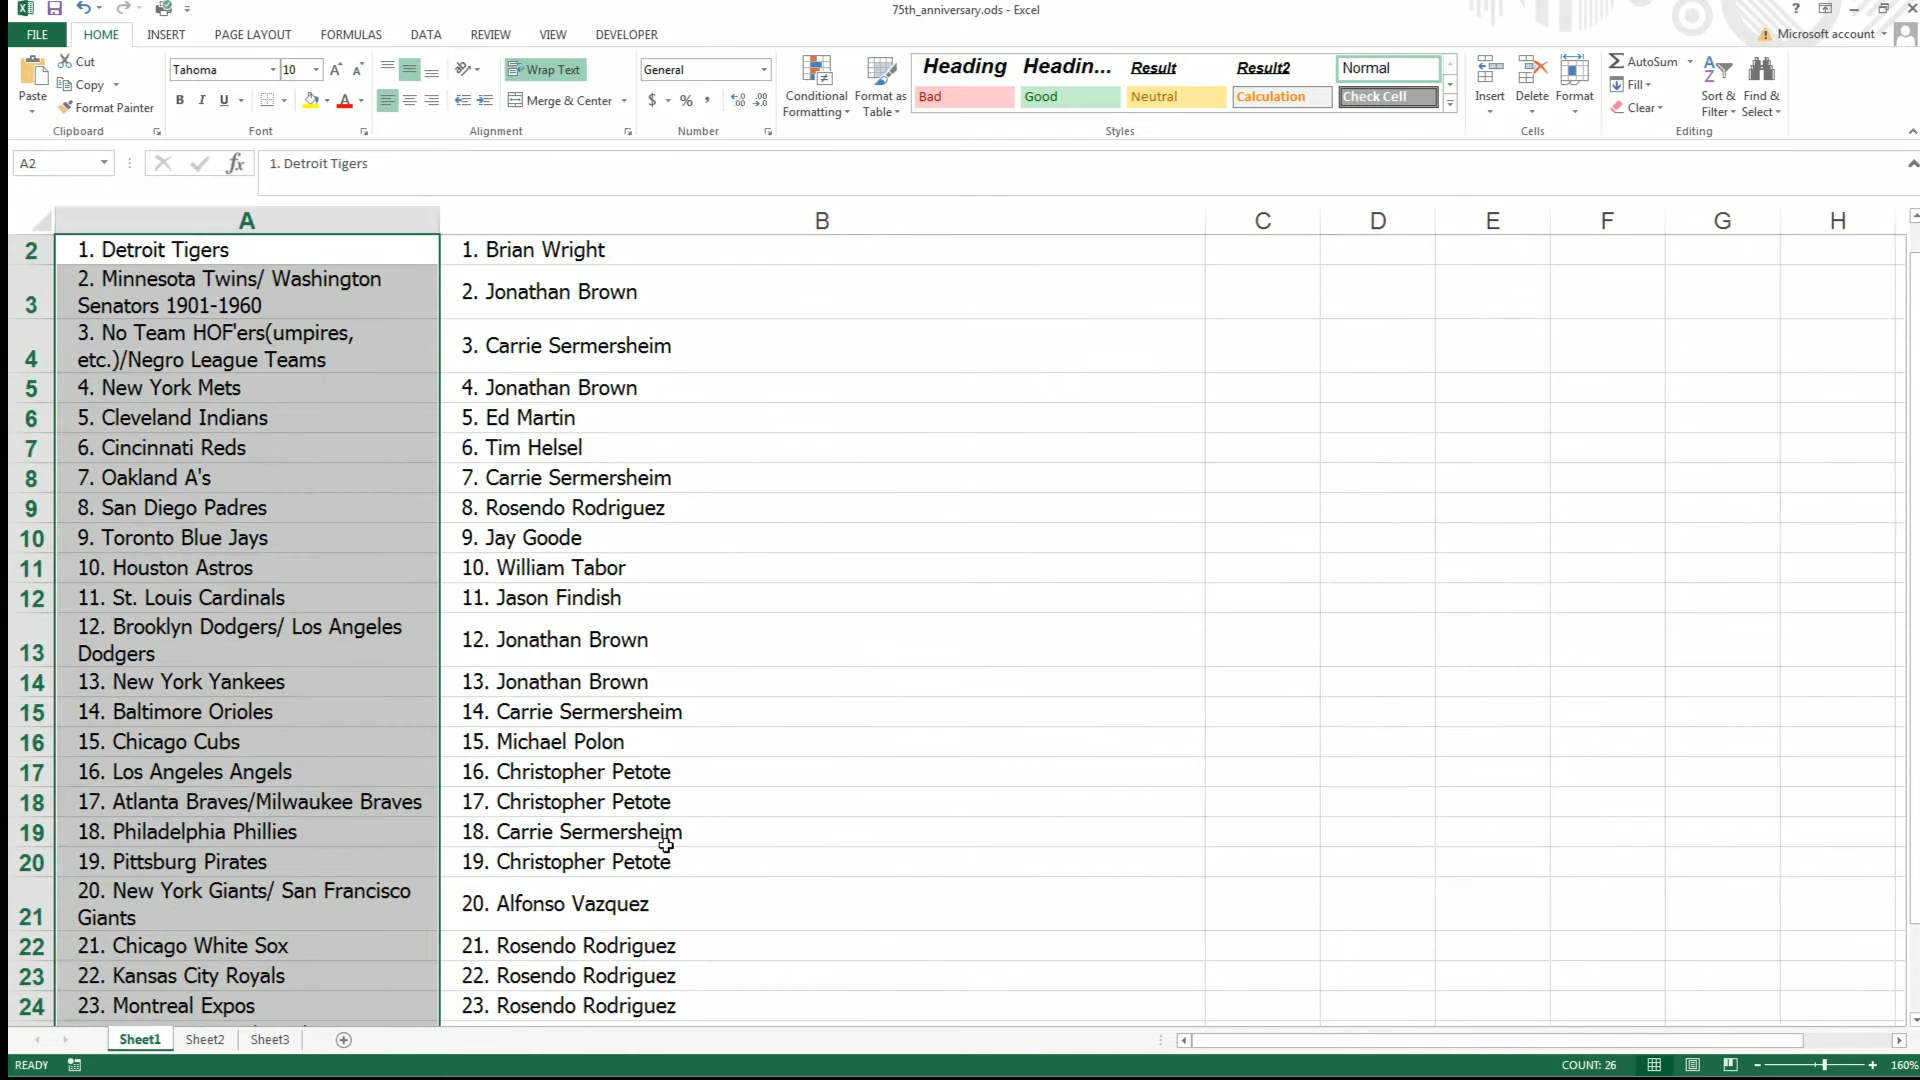 75th_anniversary.ods - Excel
?
FILE HOME INSERT PAGE LAYOUT FORMULAS DATA REVIEW VIEW DEVELOPER Microsoft account
Paste
Cut
Copy
Format Painter
Clipboard
Tahoma 10
B I U
Font
Wrap Text
Merge & Center
Alignment
General
$ % ,
Number
Conditional Formatting
Format as Table
Heading Headin... Result Result2 Normal
Bad Good Neutral Calculation Check Cell
Styles
Insert Delete Format
Cells
AutoSum
Fill
Clear
Sort & Filter
Find & Select
Editing
A2 fx 1. Detroit Tigers
A B C D E F G H
2 1. Detroit Tigers 1. Brian Wright
3 2. Minnesota Twins/ Washington Senators 1901-1960 2. Jonathan Brown
4 3. No Team HOF'ers(umpires, etc.)/Negro League Teams 3. Carrie Sermersheim
5 4. New York Mets 4. Jonathan Brown
6 5. Cleveland Indians 5. Ed Martin
7 6. Cincinnati Reds 6. Tim Helsel
8 7. Oakland A's 7. Carrie Sermersheim
9 8. San Diego Padres 8. Rosendo Rodriguez
10 9. Toronto Blue Jays 9. Jay Goode
11 10. Houston Astros 10. William Tabor
12 11. St. Louis Cardinals 11. Jason Findish
13 12. Brooklyn Dodgers/ Los Angeles Dodgers 12. Jonathan Brown
14 13. New York Yankees 13. Jonathan Brown
15 14. Baltimore Orioles 14. Carrie Sermersheim
16 15. Chicago Cubs 15. Michael Polon
17 16. Los Angeles Angels 16. Christopher Petote
18 17. Atlanta Braves/Milwaukee Braves 17. Christopher Petote
19 18. Philadelphia Phillies 18. Carrie Sermersheim
20 19. Pittsburg Pirates 19. Christopher Petote
21 20. New York Giants/ San Francisco Giants 20. Alfonso Vazquez
22 21. Chicago White Sox 21. Rosendo Rodriguez
23 22. Kansas City Royals 22. Rosendo Rodriguez
24 23. Montreal Expos 23. Rosendo Rodriguez
Sheet1 Sheet2 Sheet3
READY COUNT: 26 160%